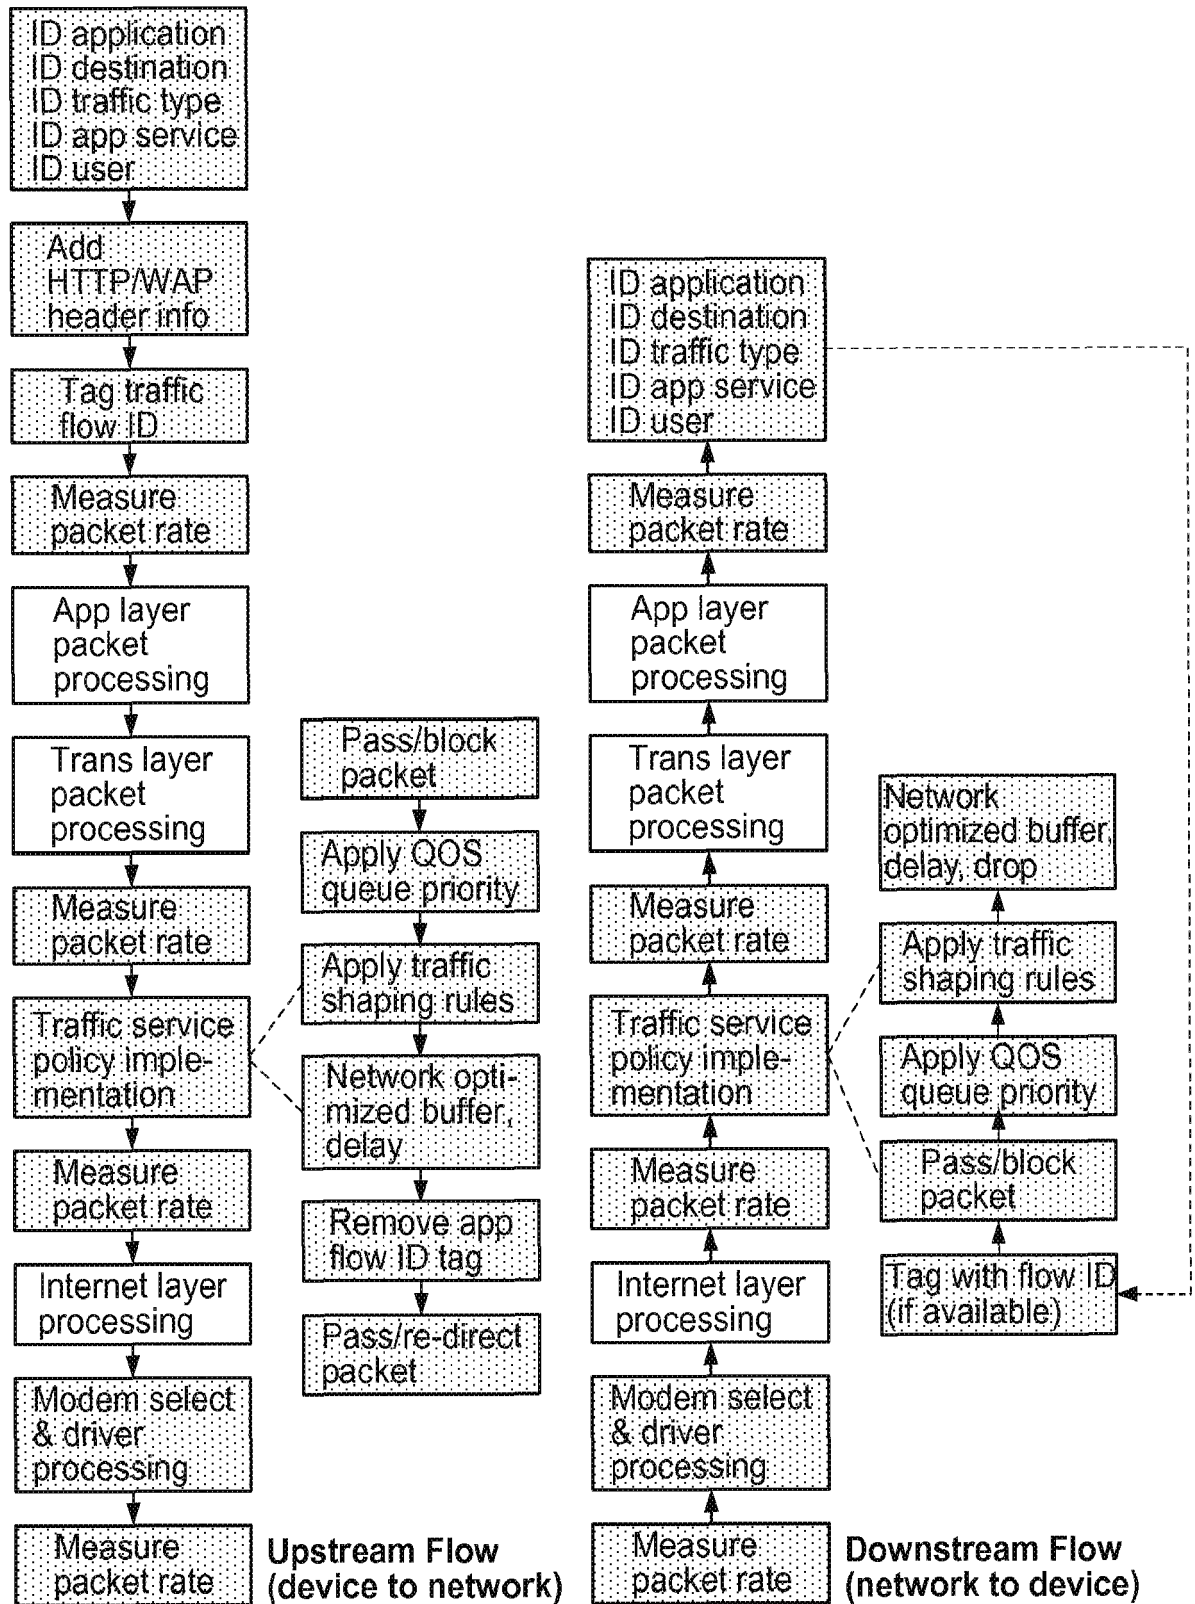 ID application
ID destination
ID traffic type
ID app service
ID user
Add
HTTP/WAP
header info
Tag traffic
flow ID
Measure
packet rate
App layer
packet
processing
Trans layer
packet
processing
Measure
packet rate
Traffic service
policy imple-
mentation
Measure
packet rate
Internet layer
processing
Modem select
& driver
processing
Measure
packet rate
Pass/block
packet
Apply QOS
queue priority
Apply traffic
shaping rules
Network opti-
mized buffer,
delay
Remove app
flow ID tag
Pass/re-direct
packet
Upstream Flow
(device to network)
ID application
ID destination
ID traffic type
ID app service
ID user
Measure
packet rate
App layer
packet
processing
Trans layer
packet
processing
Measure
packet rate
Traffic service
policy imple-
mentation
Measure
packet rate
Internet layer
processing
Modem select
& driver
processing
Measure
packet rate
Network
optimized buffer,
delay, drop
Apply traffic
shaping rules
Apply QOS
queue priority
Pass/block
packet
Tag with flow ID
(if available)
Downstream Flow
(network to device)